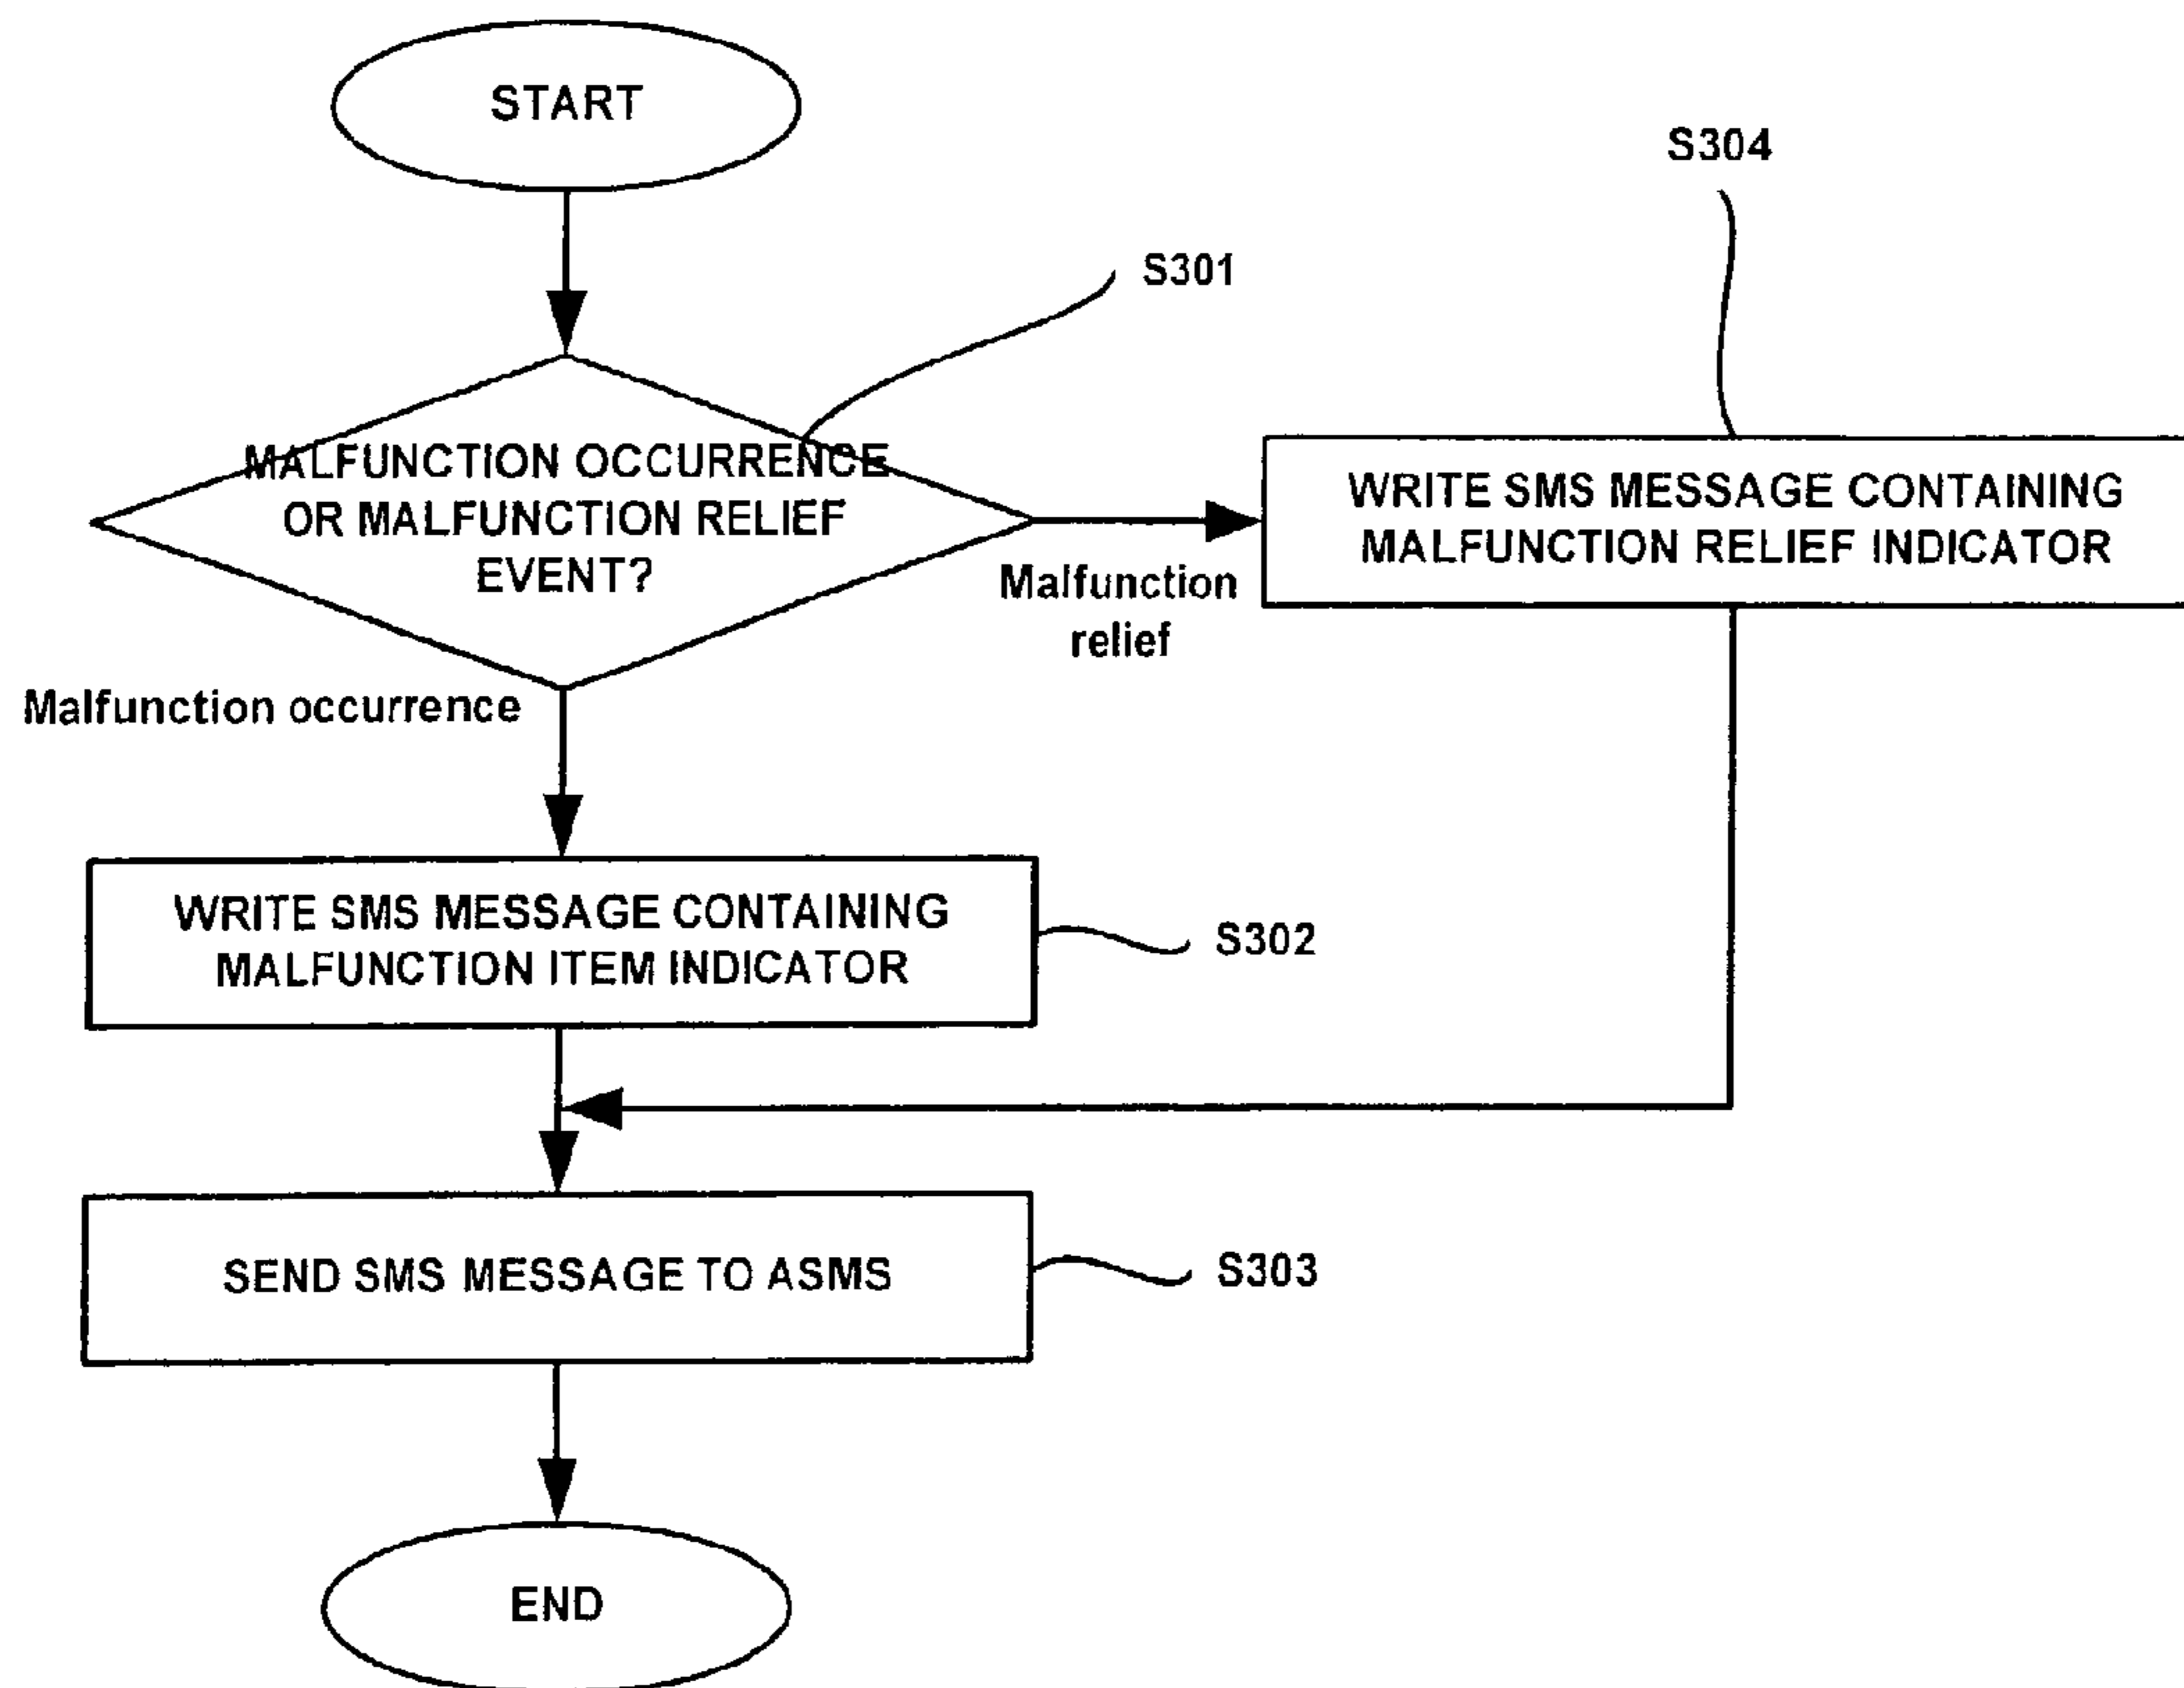 START
S304
S301
MALFUNCTION OCCURRENCE
OR MALFUNCTION RELIEF
EVENT?
WRITE SMS MESSAGE CONTAINING
MALFUNCTION RELIEF INDICATOR
Malfunction
relief
Malfunction occurrence
WRITE SMS MESSAGE CONTAINING
MALFUNCTION ITEM INDICATOR
S302
SEND SMS MESSAGE TO ASMS
S303
END